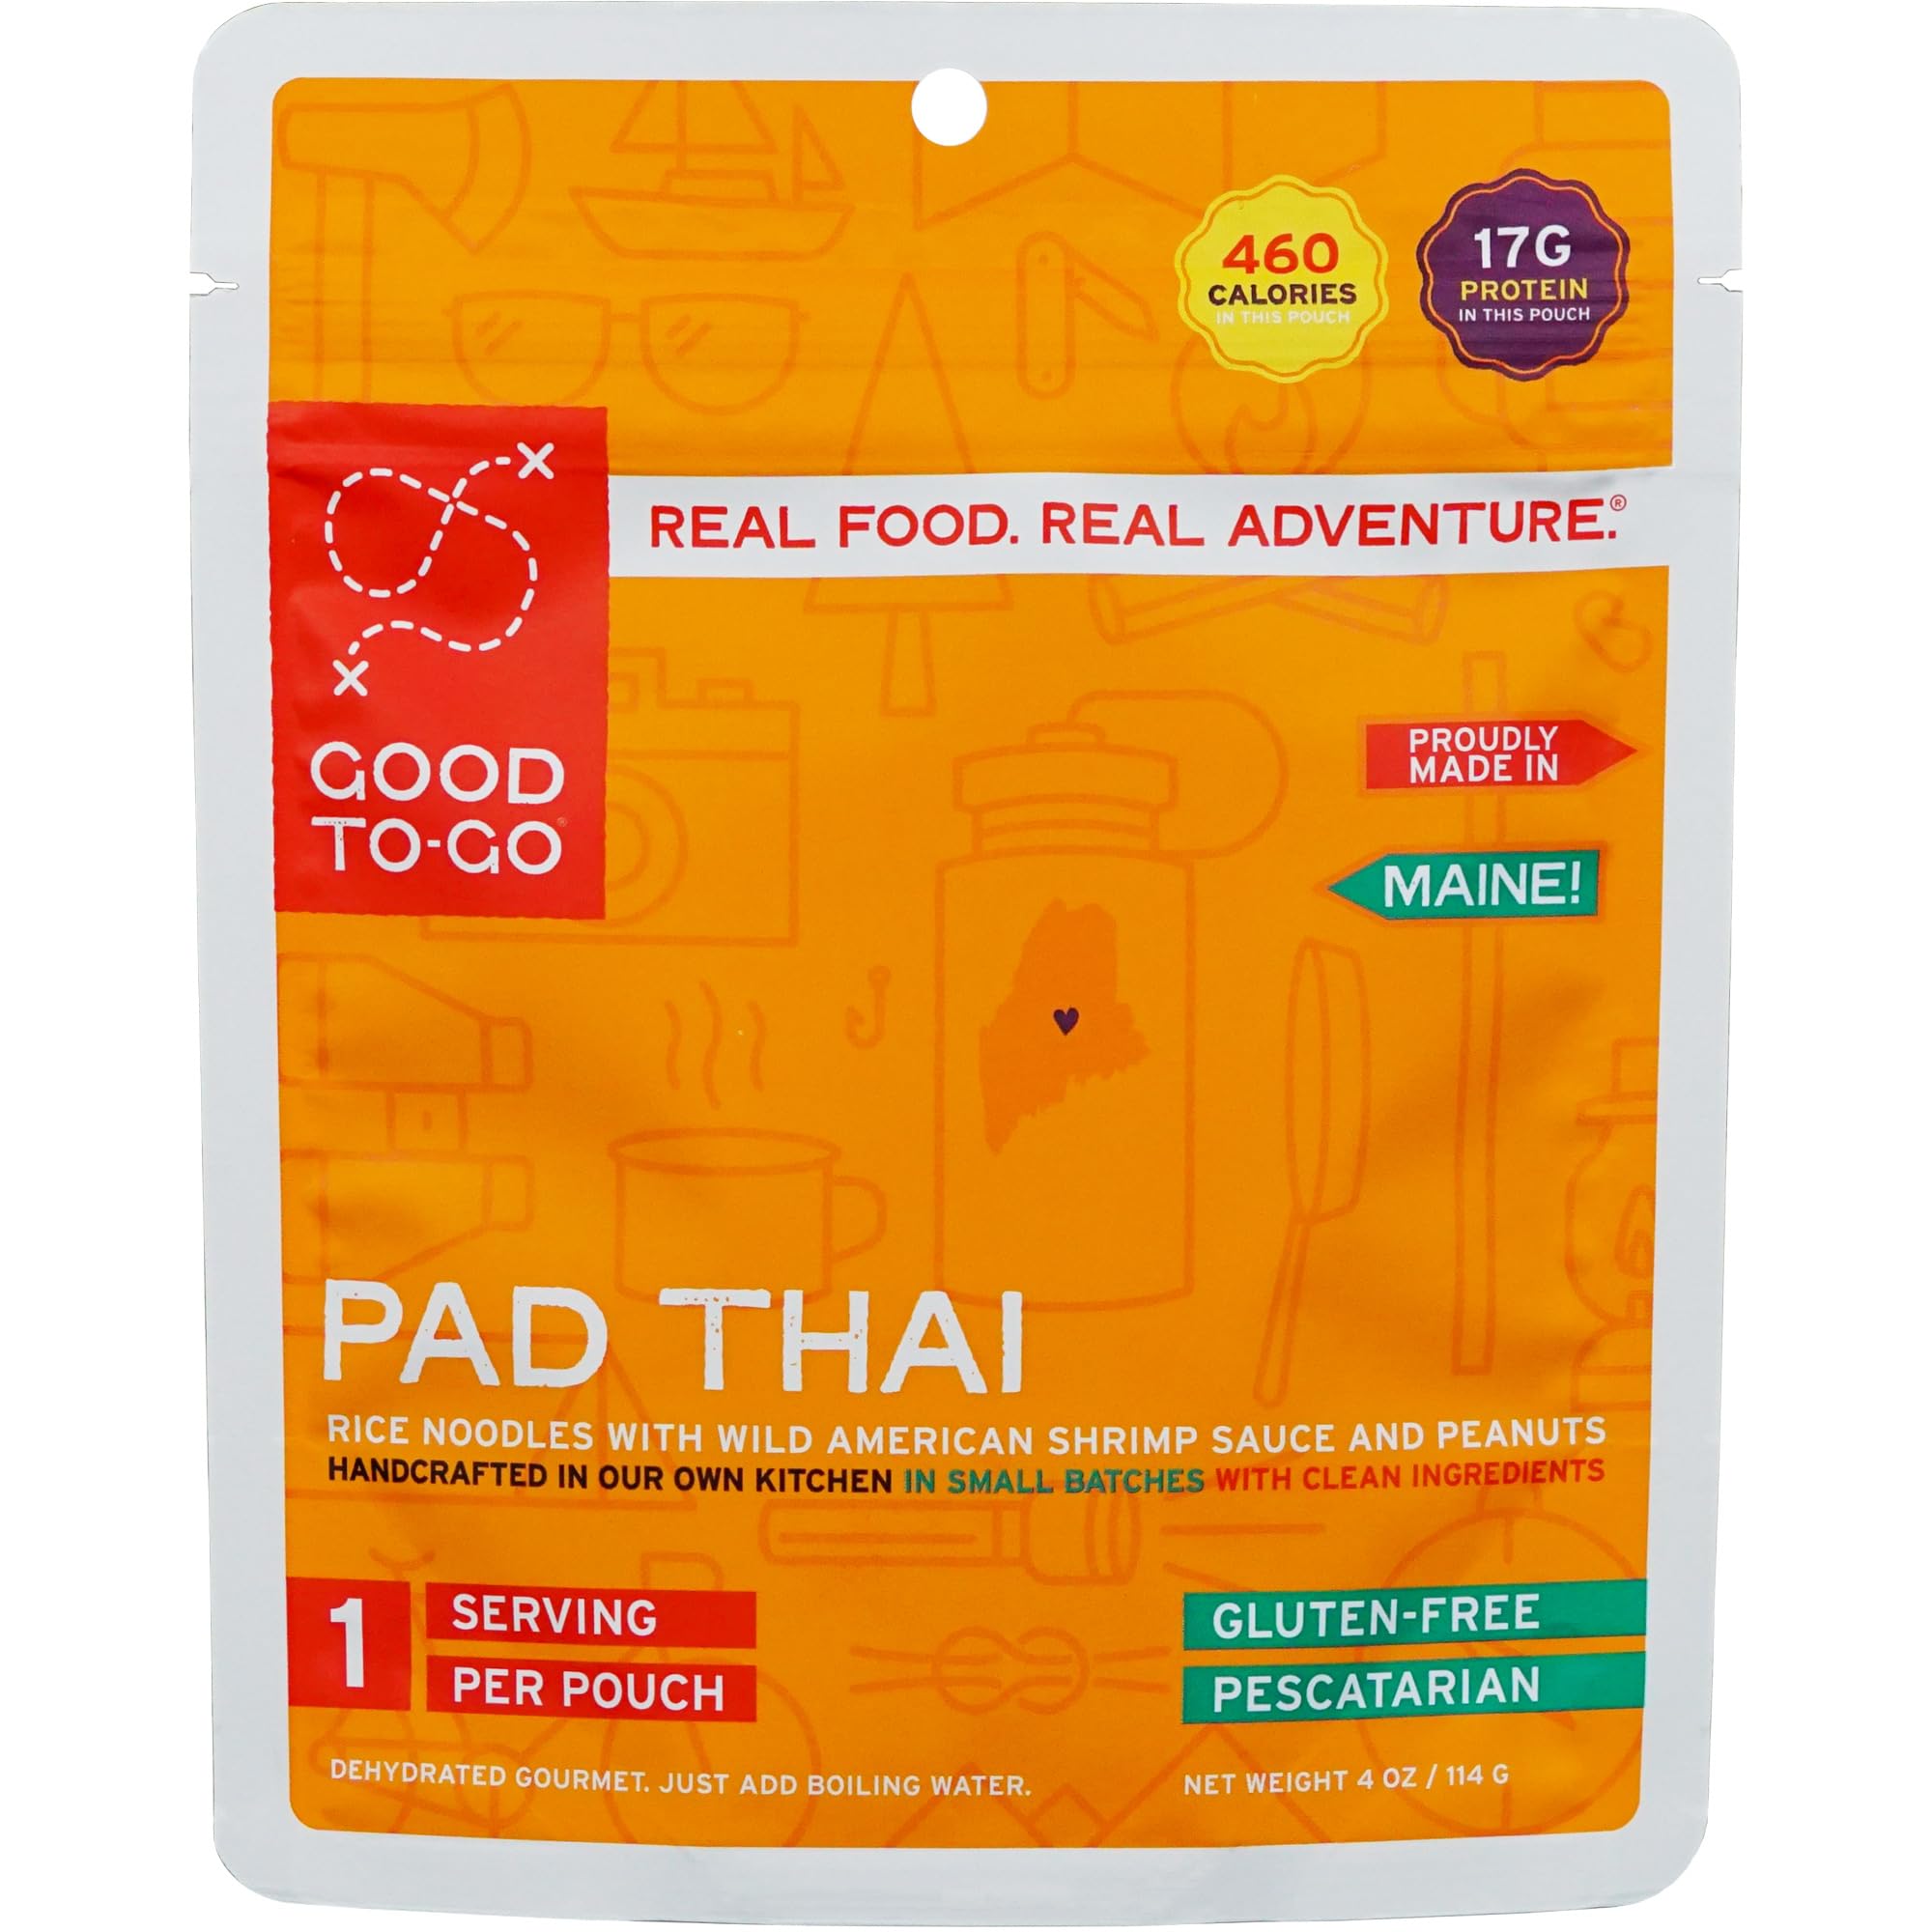 460
CALORIES
IN THIS POUCH
17G
PROTEIN
IN THIS POUCH
REAL FOOD. REAL ADVENTURE.®
GOOD
TO-GO®
PROUDLY
MADE IN
MAINE!
PAD THAI
RICE NOODLES WITH WILD AMERICAN SHRIMP SAUCE AND PEANUTS
HANDCRAFTED IN OUR OWN KITCHEN IN SMALL BATCHES WITH CLEAN INGREDIENTS
1
SERVING
PER POUCH
GLUTEN-FREE
PESCATARIAN
DEHYDRATED GOURMET. JUST ADD BOILING WATER.
NET WEIGHT 4 OZ / 114 G